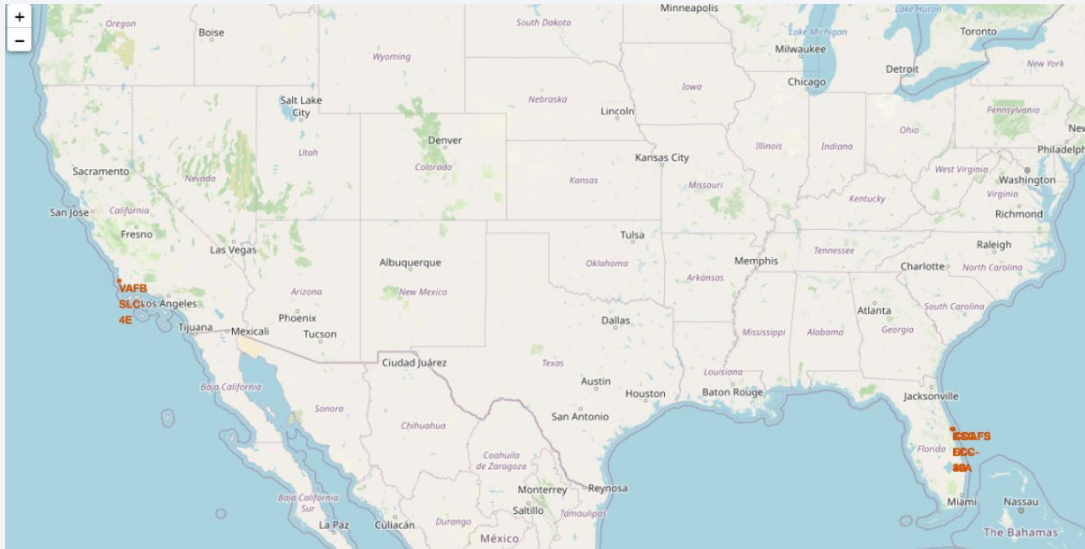 +
−
Oregon
Boise
South Dakota
Minneapolis
Lake Huron
Toronto
Wyoming
Milwaukee
Lake Michigan
Detroit
New York
Chicago
Salt Lake
City
Nebraska
Iowa
Lincoln
Pennsylvania
New
Philadelph
Ohio
Nevada
Utah
Denver
Colorado
Kansas City
Illinois
Indiana
Sacramento
Kansas
Missouri
West Virginia
Washington
Virginia
San Jose
California
Kentucky
Richmond
Fresno
Las Vegas
Tulsa
Raleigh
Albuquerque
Oklahoma
Memphis
Tennessee
Charlotte
North Carolina
Arkansas
VAFB
SLC-
4E
Los Angeles
Arizona
New Mexico
South Carolina
Atlanta
Phoenix
Tijuana
Mexicali
Tucson
Dallas
Mississippi
Alabama
Georgia
Ciudad Juárez
Texas
Louisiana
Baja California
Austin
Houston
Baton Rouge
Jacksonville
Sonora
San Antonio
Chihuahua
Florida
Coahuila
de Zaragoza
Monterrey
Reynosa
Baja California
Sur
Saltillo
Tamaulipas
Miami
Nassau
La Paz
Culiacán
Durango
México
The Bahamas